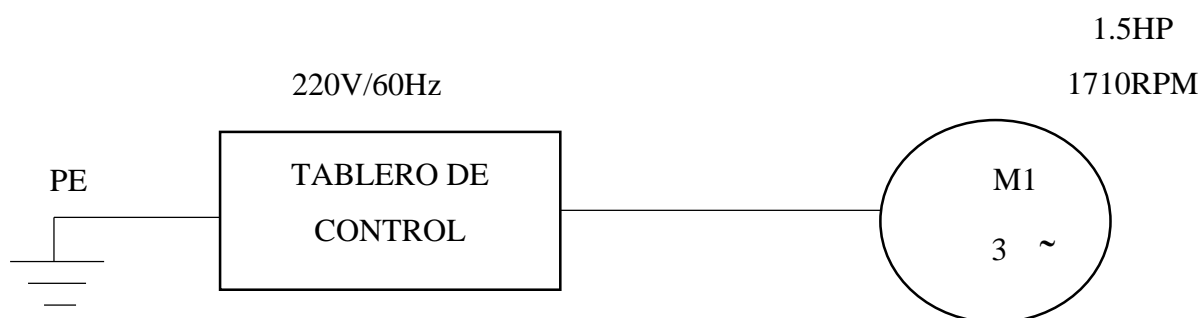 1.5HP
220V/60Hz
1710RPM
PE
TABLERO DE
CONTROL
M1
3 ~